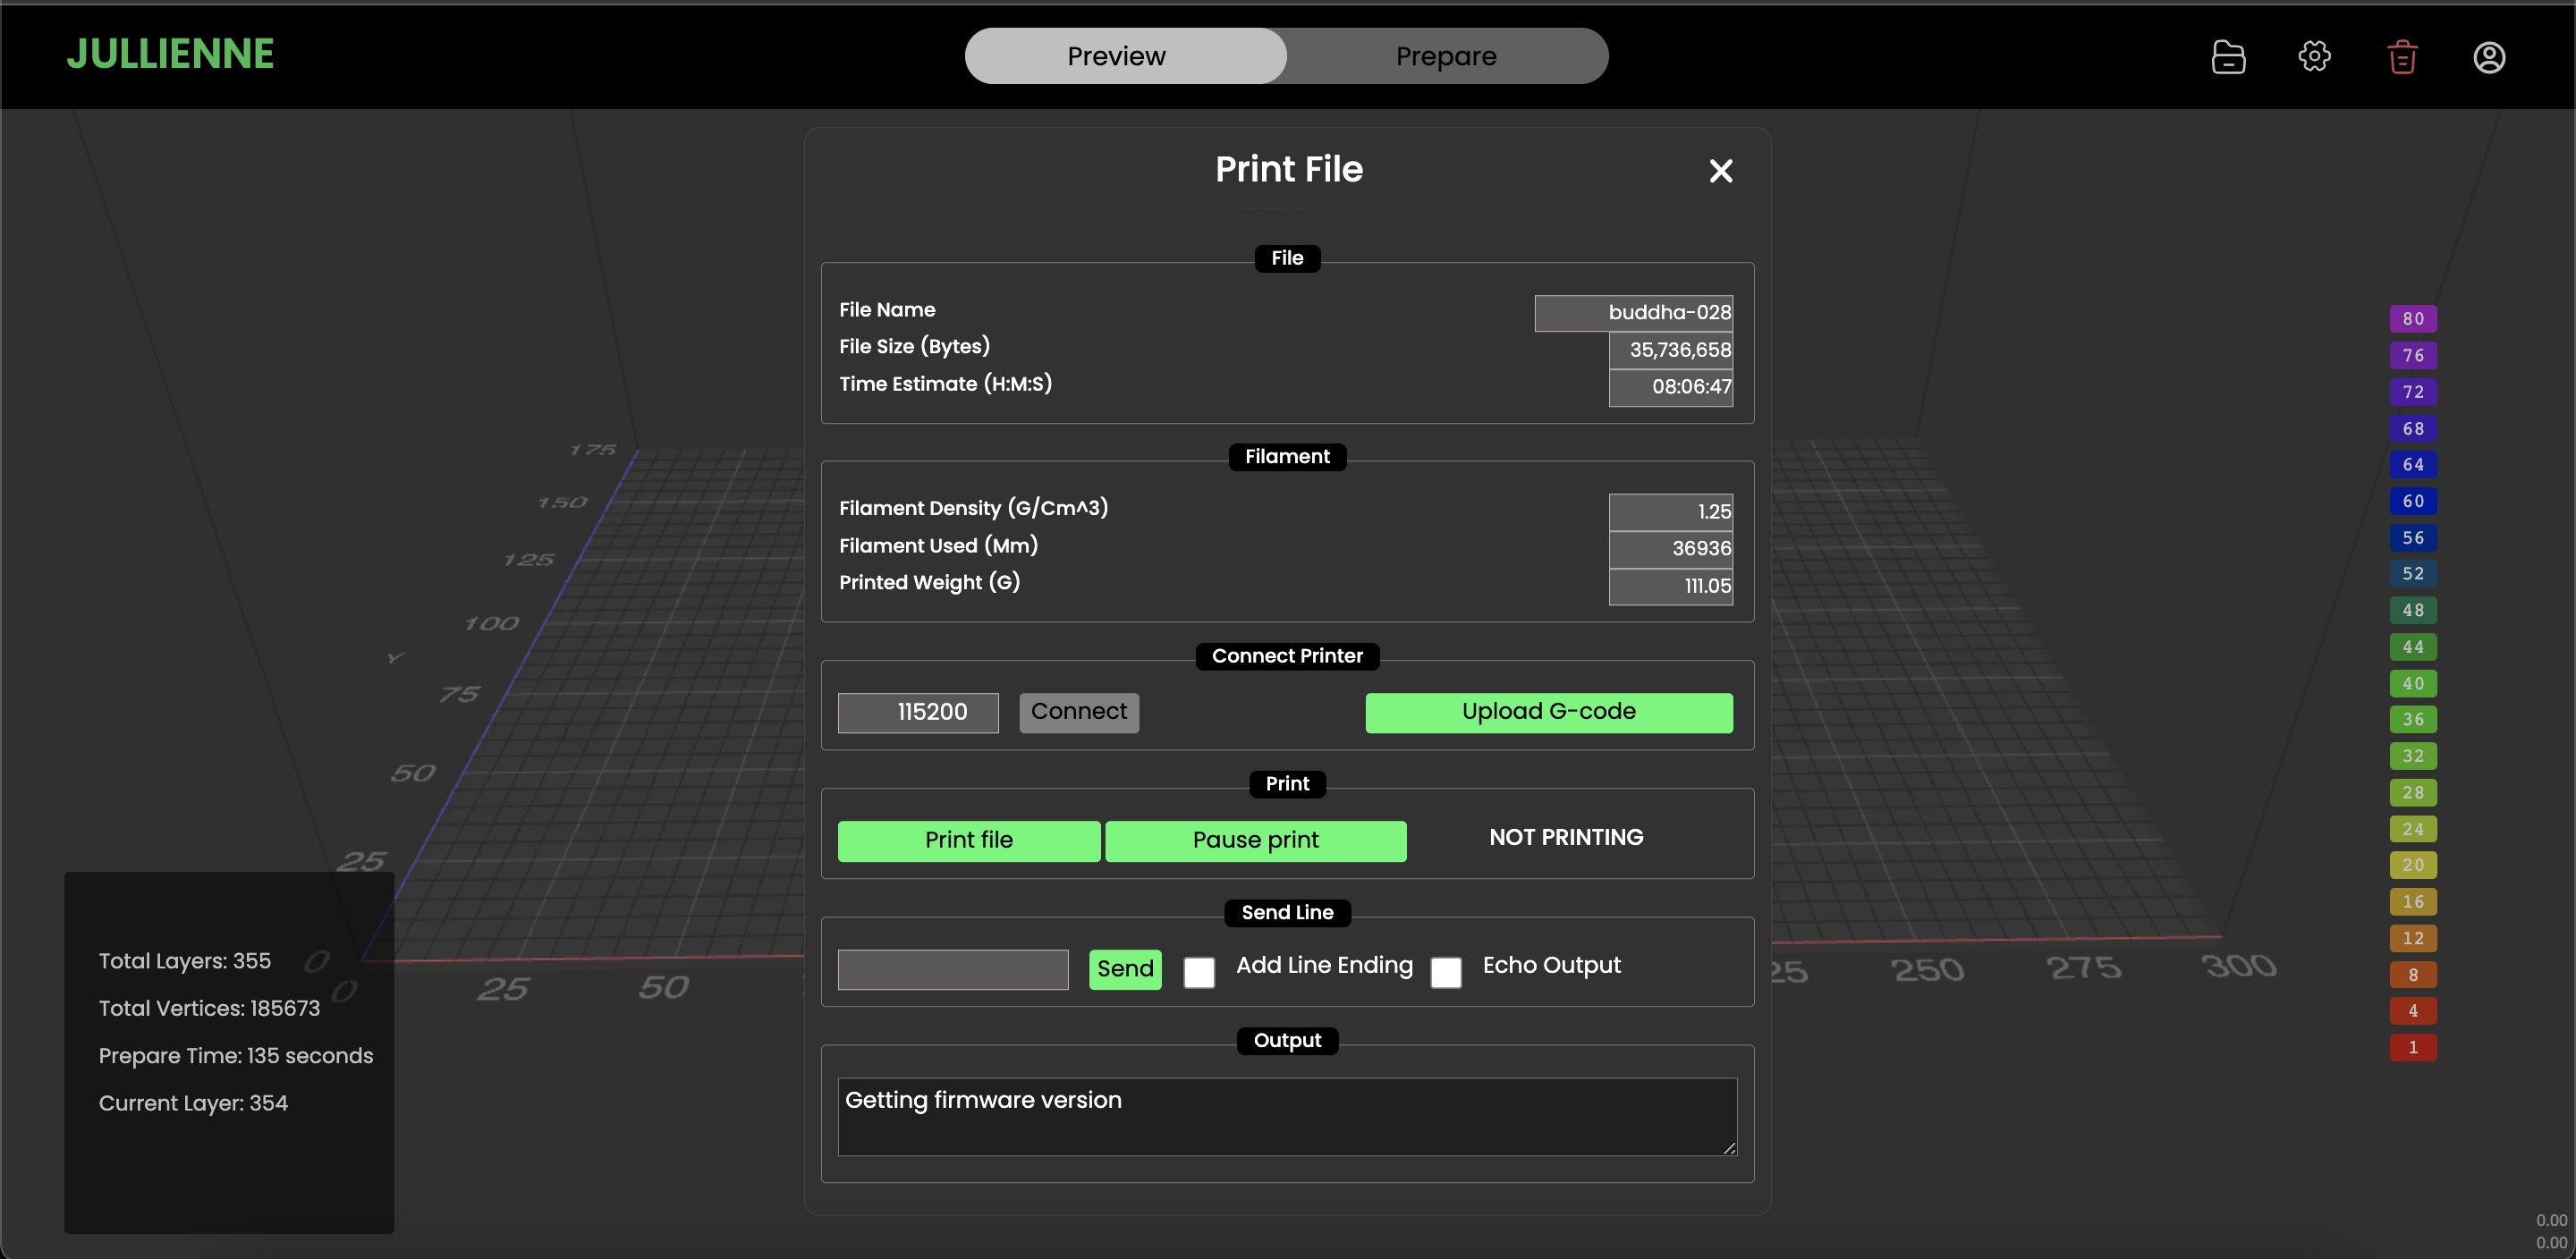 JULLIENNE
Preview
Prepare
Print File
File
File Name
buddha-028
File Size (Bytes)
35,736,658
Time Estimate (H:M:S)
08:06:47
Filament
Filament Density (G/Cm^3)
1.25
Filament Used (Mm)
36936
Printed Weight (G)
111.05
Connect Printer
115200
Connect
Upload G-code
Print
Print file
Pause print
NOT PRINTING
Send Line
Send
Add Line Ending
Echo Output
Output
Getting firmware version
175
150
125
100
Y
75
50
25
0
0
25
50
25
250
275
300
Total Layers: 355
Total Vertices: 185673
Prepare Time: 135 seconds
Current Layer: 354
80
76
72
68
64
60
56
52
48
44
40
36
32
28
24
20
16
12
8
4
1
0.00
0.00